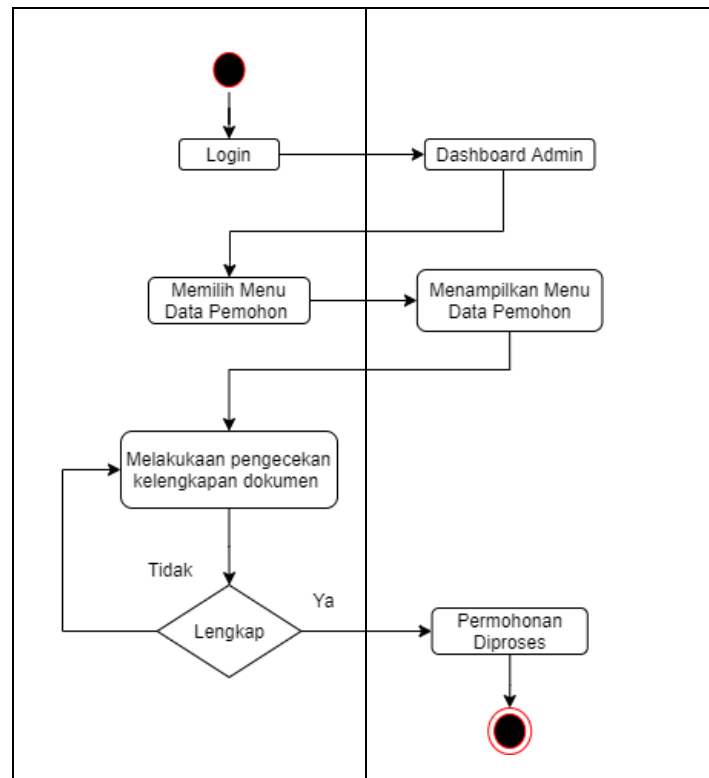 Login
Dashboard Admin
Memilih Menu
Data Pemohon
Menampilkan Menu
Data Pemohon
Melakukaan pengecekan
kelengkapan dokumen
Tidak
Ya
Lengkap
Permohonan
Diproses